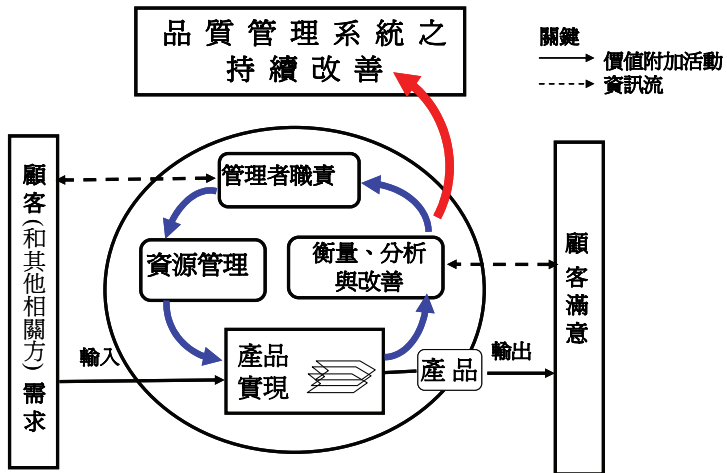 品質管理系統之
持續改善
關鍵
價值附加活動
資訊流
顧客(和其他相關方)需求
管理者職責
資源管理
衡量、分析
與改善
產品
實現
輸入
產品
輸出
顧客滿意